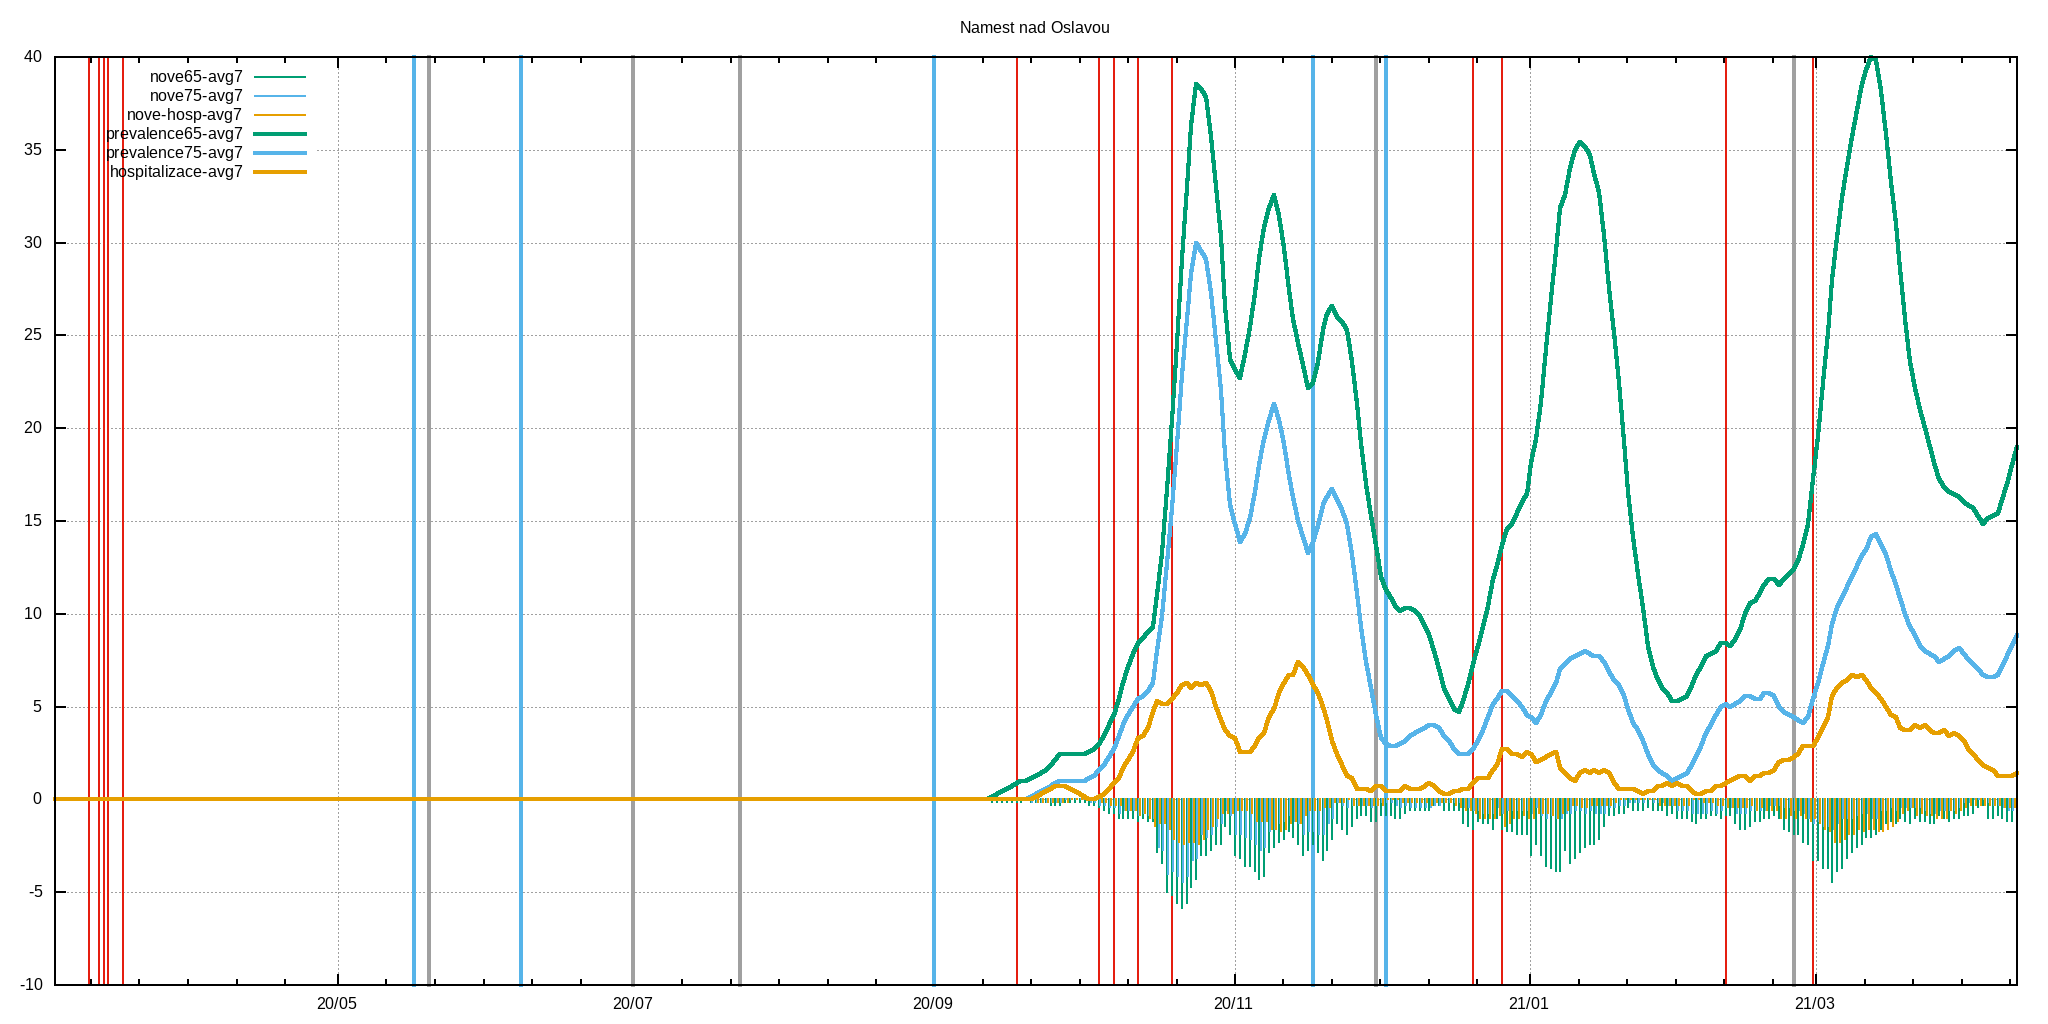 Namest nad Oslavou
40
35
30
25
20
15
10
5
0
-5
-10
nove65-avg7
nove75-avg7
nove-hosp-avg7
prevalence65-avg7
prevalence75-avg7
hospitalizace-avg7
20/05
20/07
20/09
20/11
21/01
21/03